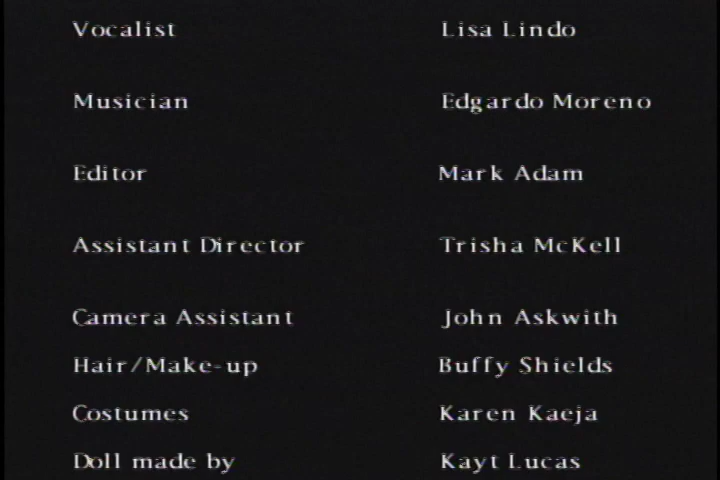 Vocalist Lisa Lindo
Musician Edgardo Moreno
Editor Mark Adam
Assistant Director Trisha McKell
Camera Assistant John Askwith
Hair/Make-up Buffy Shields
Costumes Karen Kaeja
Doll made by Kayt Lucas